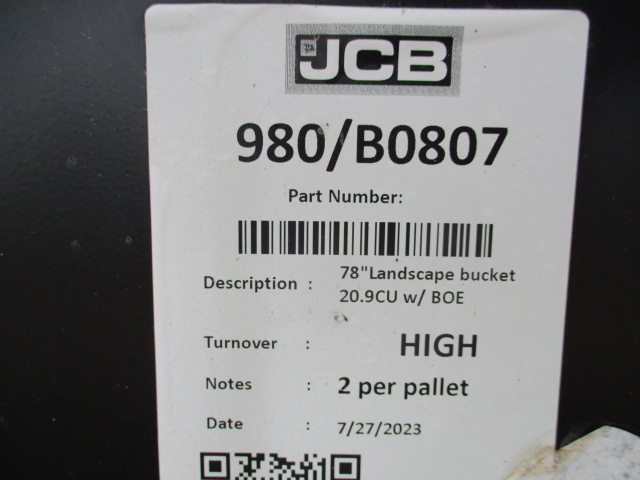 JCB
980/B0807
Part Number:
Description : 78"Landscape bucket
20.9CU w/ BOE
Turnover : HIGH
Notes : 2 per pallet
Date : 7/27/2023